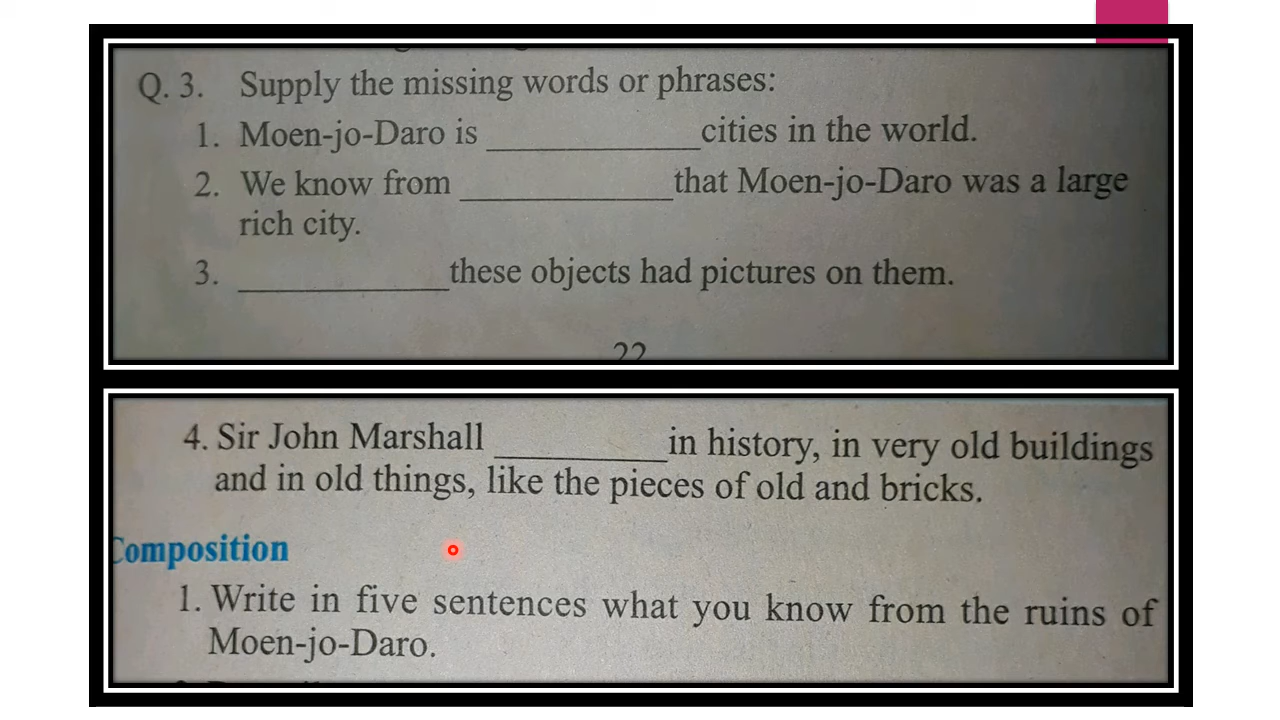 Q. 3. Supply the missing words or phrases:
1. Moen-jo-Daro is ____________ cities in the world.
2. We know from ____________ that Moen-jo-Daro was a large
rich city.
3. ____________ these objects had pictures on them.
22
4. Sir John Marshall __________ in history, in very old buildings
and in old things, like the pieces of old and bricks.
Composition
1. Write in five sentences what you know from the ruins of
Moen-jo-Daro.